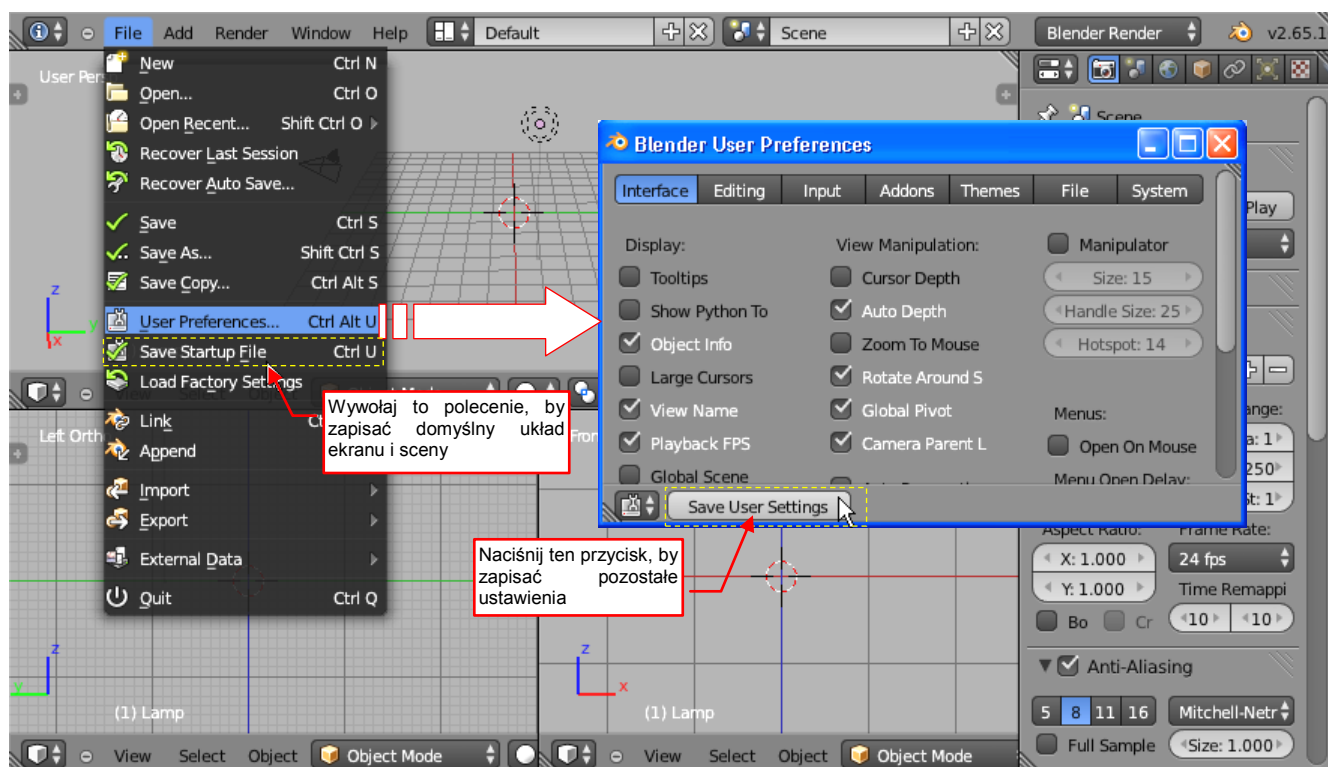 File Add Render Window Help Default Scene Blender Render v2.65.1
User Per
New Ctrl N
Open... Ctrl O
Open Recent... Shift Ctrl O
Recover Last Session
Recover Auto Save...
Save Ctrl S
Save As... Shift Ctrl S
Save Copy... Ctrl Alt S
User Preferences... Ctrl Alt U
Save Startup File Ctrl U
Load Factory Settings
Link
Append
Import
Export
External Data
Quit Ctrl Q
z
y
x
Wywołaj to polecenie, by
zapisać domyślny układ
ekranu i sceny
Blender User Preferences
Interface Editing Input Addons Themes File System
Display: View Manipulation: Manipulator
Tooltips Cursor Depth Size: 15
Show Python To Auto Depth Handle Size: 25
Object Info Zoom To Mouse Hotspot: 14
Large Cursors Rotate Around S
View Name Global Pivot Menus:
Playback FPS Camera Parent L Open On Mouse
Global Scene Menu Open Delay:
Save User Settings
Naciśnij ten przycisk, by
zapisać pozostałe
ustawienia
Scene
Play
ange:
a: 1
250
St: 1
Aspect Ratio: Frame Rate:
X: 1.000 24 fps
Y: 1.000 Time Remappi
Bo Cr 10 10
Anti-Aliasing
5 8 11 16 Mitchell-Netr
Full Sample Size: 1.000
Left Orth
Fron
z
y
(1) Lamp
z
x
(1) Lamp
View Select Object Object Mode
View Select Object Object Mode